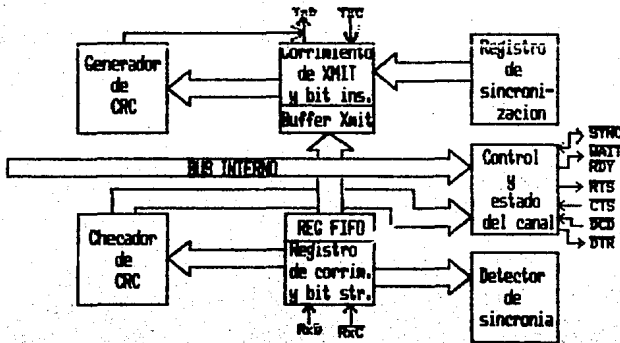 TxD TxC
Generador
de
CRC
Corrimiento
de XMIT
y bit ins.
Buffer Xmit
Registro
de
sincroni-
zacion
BUS INTERNO
Control
y
estado
del canal
SYNC
WAIT
RDY
RTS
CTS
DCD
DTR
Checador
de
CRC
REG FIFO
Registro
de corrim.
y bit str.
Detector
de
sincronia
RxD RxC